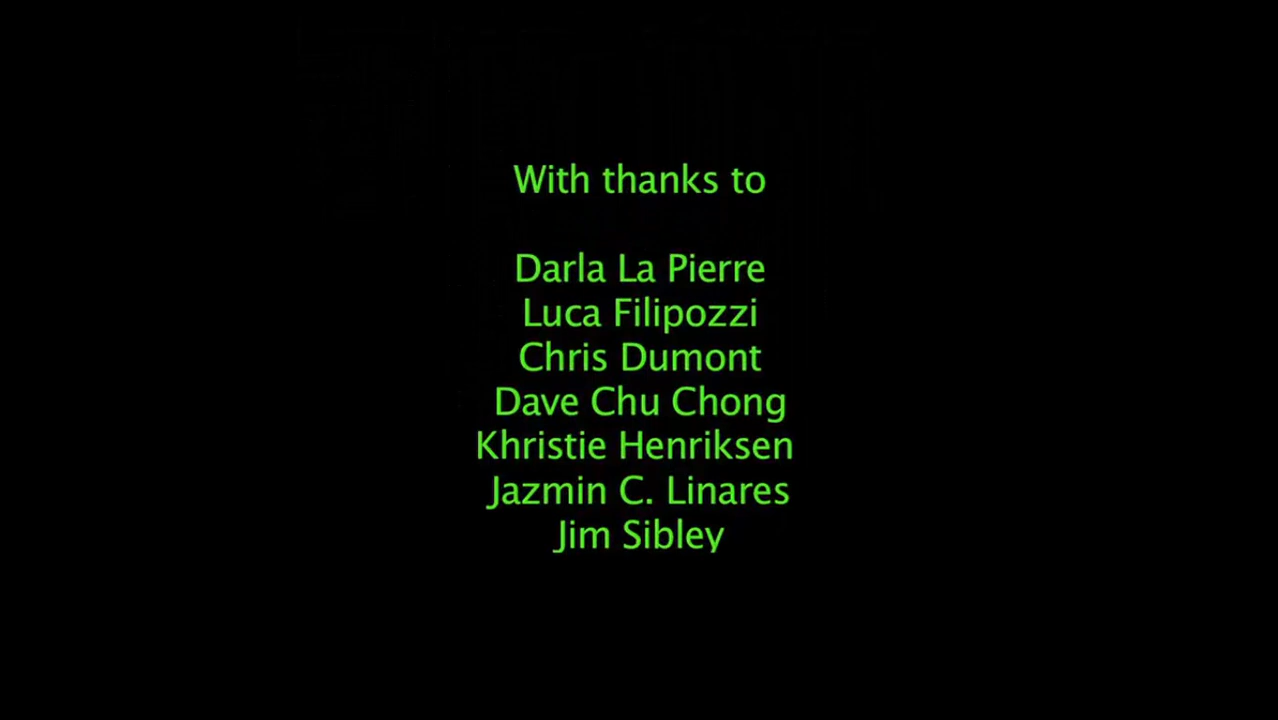 With thanks to
Darla La Pierre
Luca Filipozzi
Chris Dumont
Dave Chu Chong
Khristie Henriksen
Jazmin C. Linares
Jim Sibley